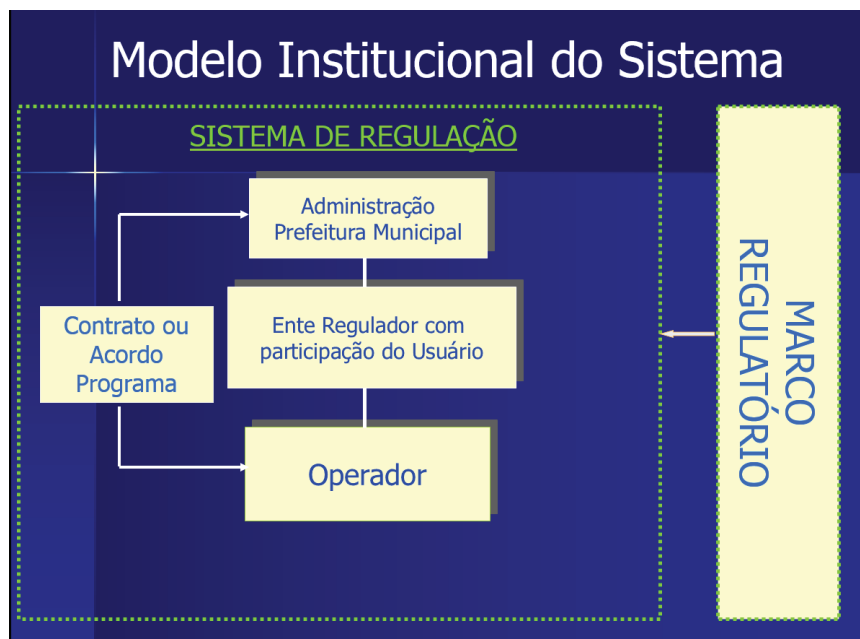 Modelo Institucional do Sistema
SISTEMA DE REGULAÇÃO
Administração
Prefeitura Municipal
Contrato ou
Acordo
Programa
Ente Regulador com
participação do Usuário
Operador
MARCO
REGULATÓRIO